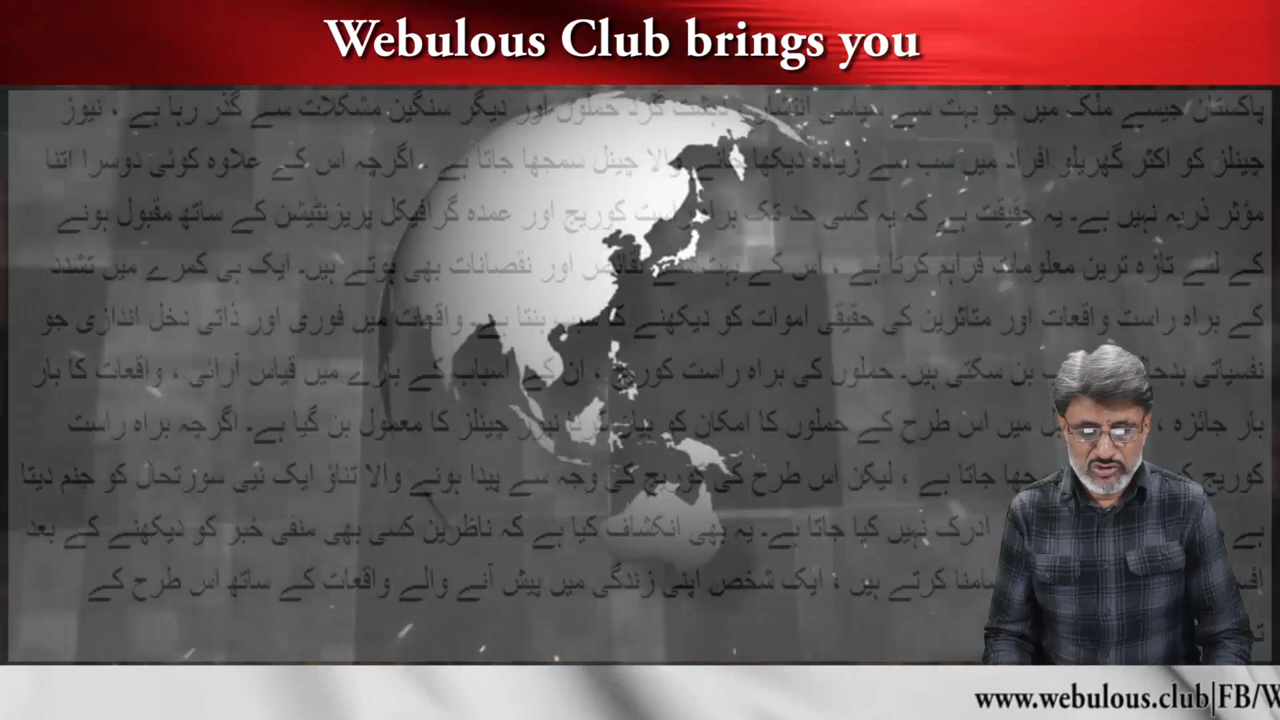 Webulous Club brings you
پاکستان جیسے ملک میں جو بہت سے سیاسی انتشار دہشت گرد حملوں اور دیگر سنگین مشکلات سے گذر رہا ہے ، نیوز
چینلز کو اکثر گھریلو افراد میں سب سے زیادہ دیکھا جانے والا چینل سمجھا جاتا ہے ، اگرچہ اس کے علاوہ کوئی دوسرا اتنا
مؤثر ذریہ نہیں ہے۔ یہ حقیقت ہے کہ یہ کسی حد تک براہ راست کوریج اور عمدہ گرافیکل پریزنٹیشن کے ساتھ مقبول ہونے
کے لئے تازہ ترین معلومات فراہم کرتا ہے ، اس کے بہت سے نقائص اور نقصانات بھی ہوتے ہیں۔ ایک ہی کمرے میں تشدد
کے براہ راست واقعات اور متاثرین کی حقیقی اموات کو دیکھنے کا سبب بنتا ہے۔ واقعات میں فوری اور ذاتی دخل اندازی جو
نفسیاتی بن سکتی ہیں۔ حملوں کی براہ راست کوریج ، ان کے اسباب کے بارے میں قیاس آرائی ، واقعات کا بار
بار جائزہ ، میں اس طرح کے حملوں کا امکان کو بیان کرنا نیوز چینلز کا معمول بن گیا ہے۔ اگرچہ براہ راست
کوریج جاتا ہے ، لیکن اس طرح کی کوریج کی وجہ سے پیدا ہونے والا تناؤ ایک نیی سورتحال کو جنم دیتا
ہے ادرک نہیں کیا جاتا ہے۔ یہ بھی انکشاف کیا ہے کہ ناظرین کسی بھی منفی خبر کو دیکھنے کے بعد
سامنا کرتے ہیں ، ایک شخص اپنی زندگی میں پیش آنے والے واقعات کے ساتھ اس طرح کے
www.webulous.club|FB/W